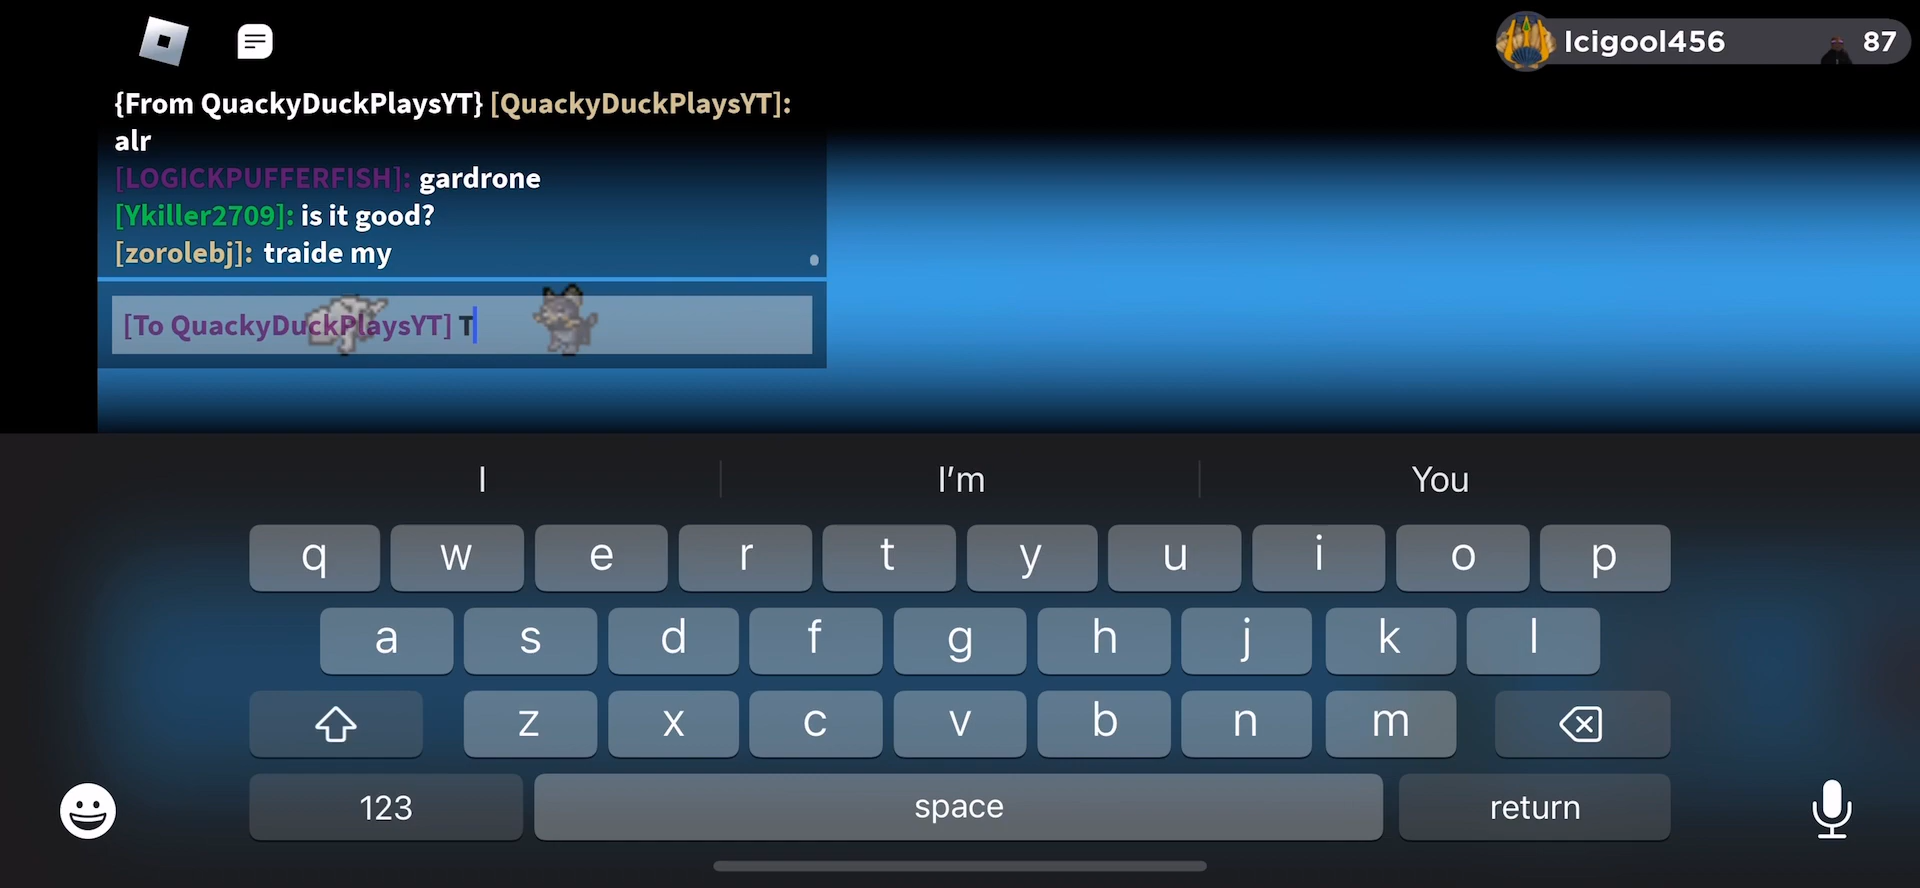 Icigool456 87
{From QuackyDuckPlaysYT} [QuackyDuckPlaysYT]:
alr
[LOGICKPUFFERFISH]: gardrone
[Ykiller2709]: is it good?
[zorolebj]: traide my
[To QuackyDuckPlaysYT] T
I I'm You
q w e r t y u i o p
a s d f g h j k l
z x c v b n m
123 space return